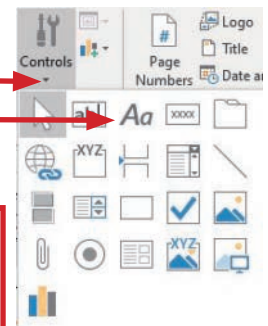 Logo
Controls
Page
Numbers
#
Title
Date a
ab
Aa
XXXX
XYZ
XYZ